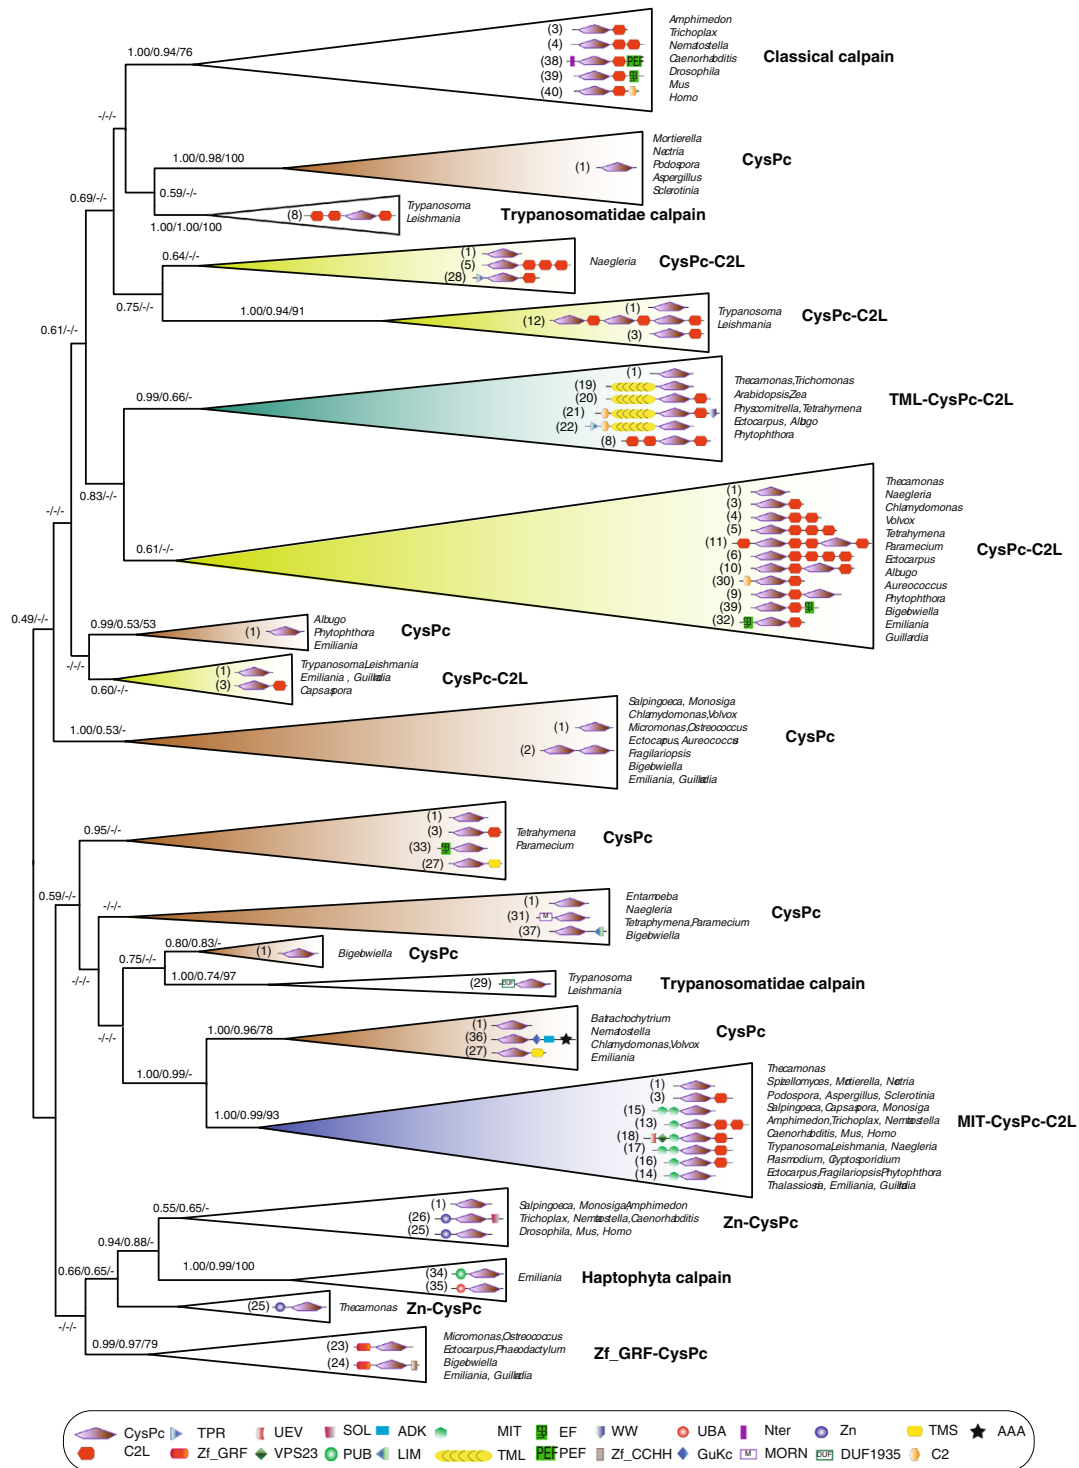 1.00/0.94/76
(3)
(4)
(38)
PEF
(39)
EF
(40)
Amphimedon
Trichoplax
Nematostella
Caenorhabditis
Drosophila
Mus
Homo
Classical calpain
-/-/-
1.00/0.98/100
(1)
Mortierella
Nectria
Podospora
Aspergillus
Sclerotinia
CysPc
0.69/-/-
0.59/-/-
1.00/1.00/100
(8)
Trypanosoma
Leishmania
Trypanosomatidae calpain
0.64/-/-
(1)
(5)
(28)
Naegleria
CysPc-C2L
0.75/-/-
1.00/0.94/91
(1)
(12)
(3)
Trypanosoma
Leishmania
CysPc-C2L
0.61/-/-
0.99/0.66/-
(1)
(19)
(20)
(21)
(22)
(8)
Thecamonas,Trichomonas
Arabidopsis,Zea
Physcomitrella, Tetrahymena
Ectocarpus, Albugo
Phytophthora
TML-CysPc-C2L
0.83/-/-
-/-/-
0.61/-/-
(1)
(3)
(4)
(5)
(11)
(6)
(10)
(30)
(9)
(39)
EF
(32)
EF
Thecamonas
Naegleria
Chlamydomonas
Volvox
Tetrahymena
Paramecium
Ectocarpus
Albugo
Aureococcus
Phytophthora
Bigelowiella
Emiliania
Guillardia
CysPc-C2L
0.49/-/-
0.99/0.53/53
(1)
Albugo
Phytophthora
Emiliania
CysPc
-/-/-
0.60/-/-
(1)
(3)
Trypanosoma,Leishmania
Emiliania , Guillardia
Capsaspora
CysPc-C2L
1.00/0.53/-
(1)
(2)
Salpingoeca, Monosiga
Chlamydomonas,Volvox
Micromonas,Ostreococcus
Ectocarpus, Aureococcus
Fragilariopsis
Bigelowiella
Emiliania, Guillardia
CysPc
0.95/-/-
(1)
(3)
(33)
EF
(27)
Tetrahymena
Paramecium
CysPc
0.59/-/-
-/-/-
(1)
(31)
M
(37)
Entamoeba
Naegleria
Tetraphymena,Paramecium
Bigelowiella
CysPc
0.80/0.83/-
(1)
Bigelowiella
CysPc
0.75/-/-
-/-/-
1.00/0.74/97
(29)
DUF
Trypanosoma
Leishmania
Trypanosomatidae calpain
-/-/-
1.00/0.96/78
(1)
(36)
(27)
Batrachochytrium
Nematostella
Chlamydomonas,Volvox
Emiliania
CysPc
1.00/0.99/-
1.00/0.99/93
(1)
(3)
(15)
(13)
(18)
(17)
(16)
(14)
Thecamonas
Spizellomyces, Mortierella, Nectria
Podospora, Aspergillus, Sclerotinia
Salpingoeca, Capsaspora, Monosiga
Amphimedon,Trichoplax, Nematostella
Caenorhabditis, Mus, Homo
Trypanosoma,Leishmania, Naegleria
Plasmodium, Cyptosporidium
Ectocarpus,Fragilariopsis,Phytophthora
Thalassiosira, Emiliania, Guillardia
MIT-CysPc-C2L
0.55/0.65/-
(1)
(26)
(25)
Salpingoeca, Monosiga,Amphimedon
Trichoplax, Nematostella,Caenorhabditis
Drosophila, Mus, Homo
Zn-CysPc
0.94/0.88/-
1.00/0.99/100
(34)
(35)
Emiliania
Haptophyta calpain
0.66/0.65/-
(25)
Thecamonas
Zn-CysPc
-/-/-
0.99/0.97/79
(23)
(24)
Micromonas,Ostreococcus
Ectocarpus,Phaeodactylum
Bigelowiella
Emiliania, Guillardia
Zf_GRF-CysPc
CysPc TPR UEV SOL ADK MIT EF EF WW UBA Nter Zn TMS AAA
C2L Zf_GRF VPS23 PUB LIM TML PEF PEF Zf_CCHH GuKc M MORN DUF DUF1935 C2